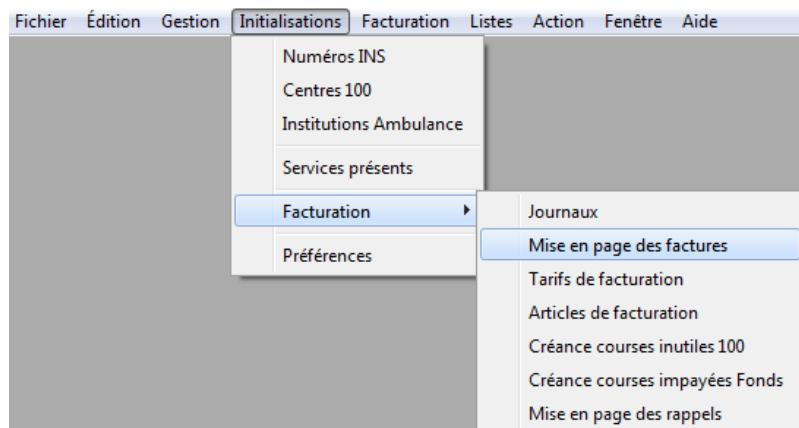 Fichier Édition Gestion Initialisations Facturation Listes Action Fenêtre Aide
Numéros INS
Centres 100
Institutions Ambulance
Services présents
Facturation
Préférences
Journaux
Mise en page des factures
Tarifs de facturation
Articles de facturation
Créance courses inutiles 100
Créance courses impayées Fonds
Mise en page des rappels